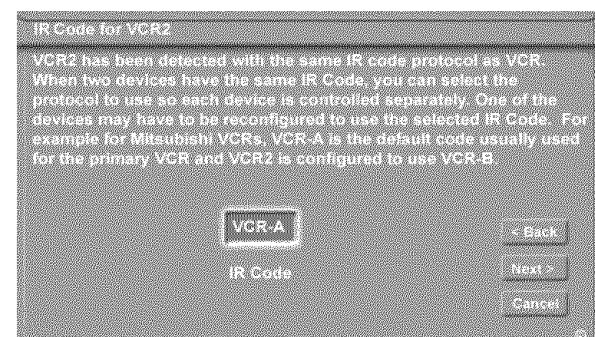 IR Code for VCR2
VCR2 has been detected with the same IR code protocol as VCR.
When two devices have the same IR Code, you can select the
protocol to use so each device is controlled separately. One of the
devices may have to be reconfigured to use the selected IR Code. For
example for Mitsubishi VCRs, VCR-A is the default code usually used
for the primary VCR and VCR2 is configured to use VCR-B.
VCR-A
< Back
IR Code
Next >
Cancel